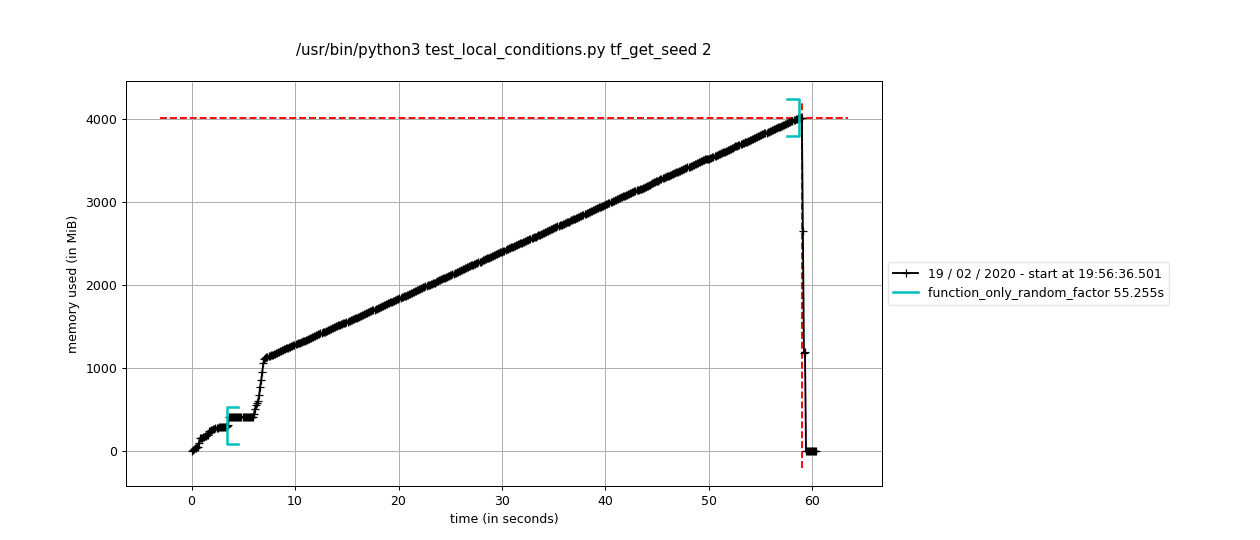 /usr/bin/python3 test_local_conditions.py tf_get_seed 2
memory used (in MiB)
4000
3000
2000
1000
0
0 10 20 30 40 50 60
time (in seconds)
19 / 02 / 2020 - start at 19:56:36.501
function_only_random_factor 55.255s